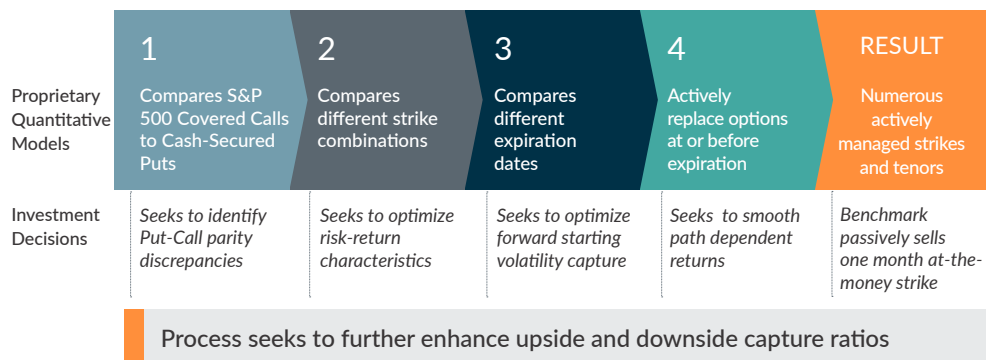 Proprietary
Quantitative
Models
1
Compares S&P
500 Covered Calls
to Cash-Secured
Puts
2
Compares
different strike
combinations
3
Compares
different
expiration
dates
4
Actively
replace options
at or before
expiration
RESULT
Numerous
actively
managed strikes
and tenors
Investment
Decisions
Seeks to identify
Put-Call parity
discrepancies
Seeks to optimize
risk-return
characteristics
Seeks to optimize
forward starting
volatility capture
Seeks to smooth
path dependent
returns
Benchmark
passively sells
one month at-the-
money strike
Process seeks to further enhance upside and downside capture ratios